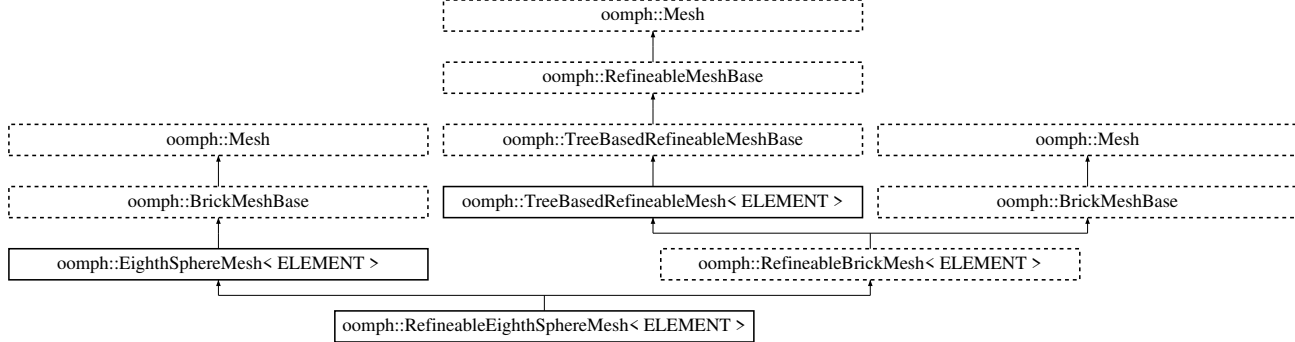 oomph::Mesh
oomph::RefineableMeshBase
oomph::Mesh
oomph::TreeBasedRefineableMeshBase
oomph::Mesh
oomph::BrickMeshBase
oomph::TreeBasedRefineableMesh< ELEMENT >
oomph::BrickMeshBase
oomph::EighthSphereMesh< ELEMENT >
oomph::RefineableBrickMesh< ELEMENT >
oomph::RefineableEighthSphereMesh< ELEMENT >